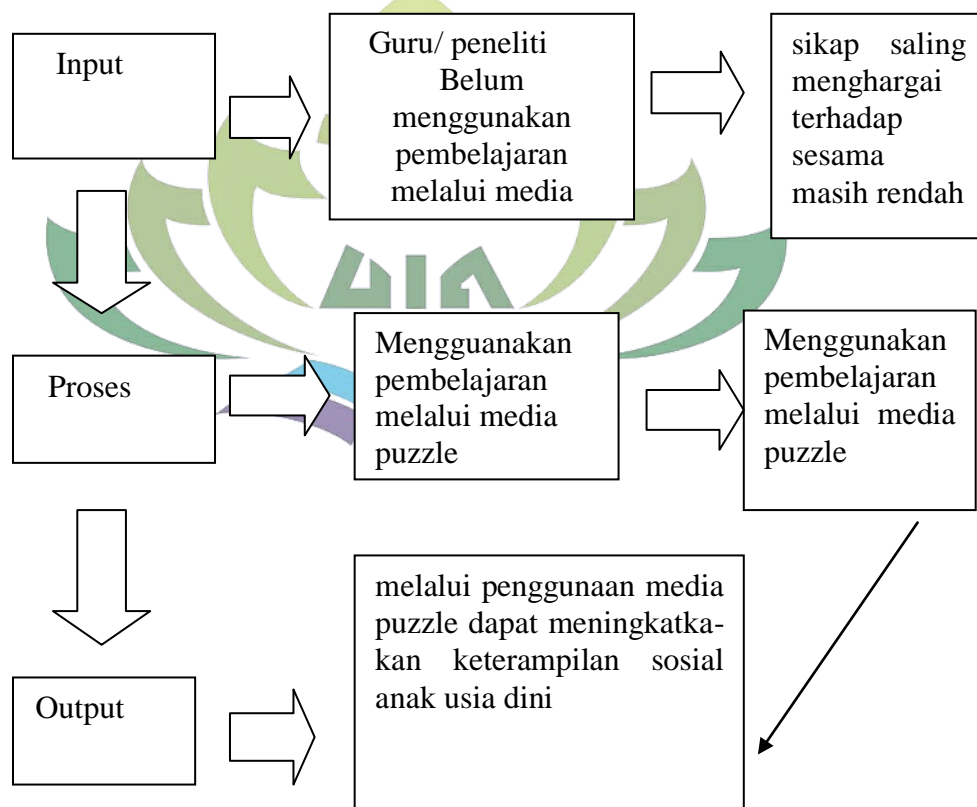 Input
Guru/ peneliti
Belum
menggunakan
pembelajaran
melalui media
sikap saling
menghargai
terhadap
sesama
masih rendah
UIN
Proses
Mengguanakan
pembelajaran
melalui media
puzzle
Menggunakan
pembelajaran
melalui media
puzzle
Output
melalui penggunaan media
puzzle dapat meningkatka-
kan keterampilan sosial
anak usia dini